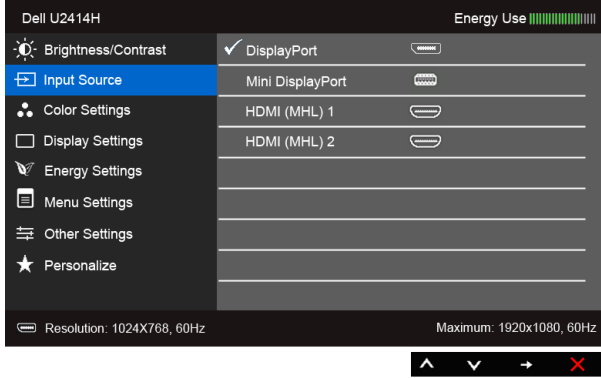 Dell U2414H Energy Use
Brightness/Contrast DisplayPort
Input Source Mini DisplayPort
Color Settings HDMI (MHL) 1
Display Settings HDMI (MHL) 2
Energy Settings
Menu Settings
Other Settings
Personalize
Resolution: 1024X768, 60Hz Maximum: 1920x1080, 60Hz